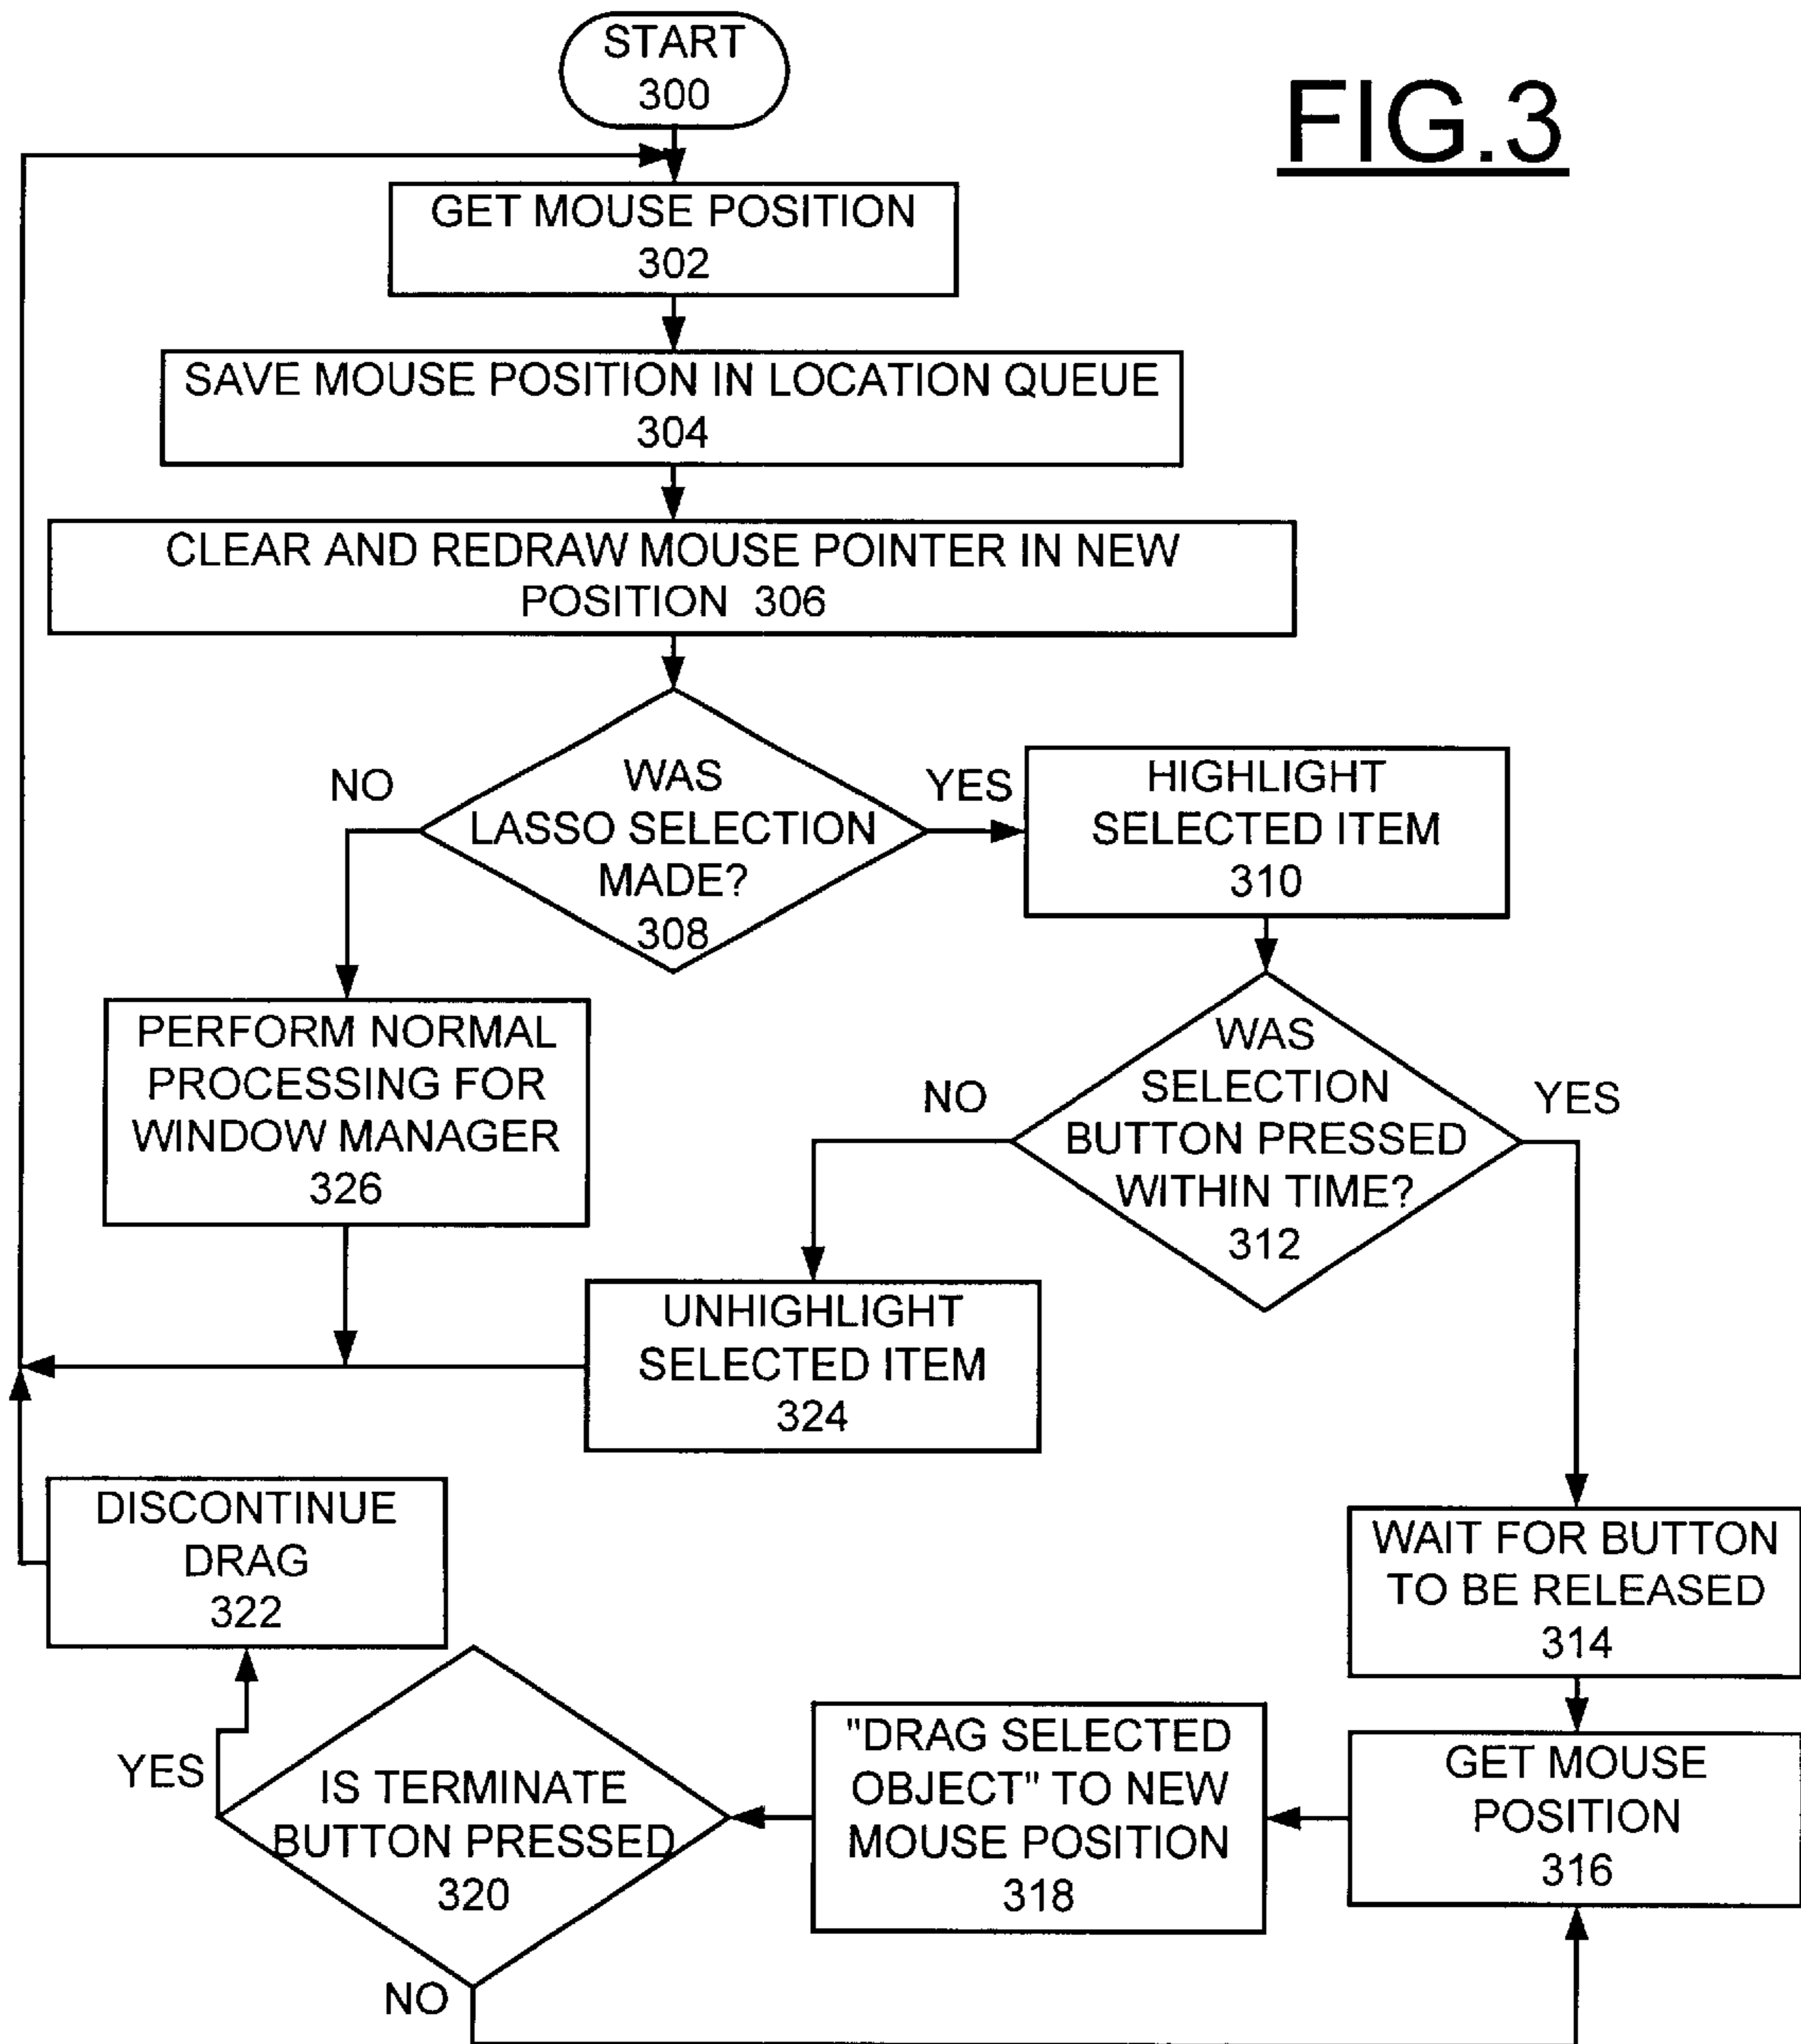 START
300
FIG.3
GET MOUSE POSITION
302
SAVE MOUSE POSITION IN LOCATION QUEUE
304
CLEAR AND REDRAW MOUSE POINTER IN NEW
POSITION 306
NO
WAS
LASSO SELECTION
MADE?
308
YES
HIGHLIGHT
SELECTED ITEM
310
PERFORM NORMAL
PROCESSING FOR
WINDOW MANAGER
326
NO
WAS
SELECTION
BUTTON PRESSED
WITHIN TIME?
312
YES
UNHIGHLIGHT
SELECTED ITEM
324
DISCONTINUE
DRAG
322
WAIT FOR BUTTON
TO BE RELEASED
314
YES
IS TERMINATE
BUTTON PRESSED
320
"DRAG SELECTED
OBJECT" TO NEW
MOUSE POSITION
318
GET MOUSE
POSITION
316
NO